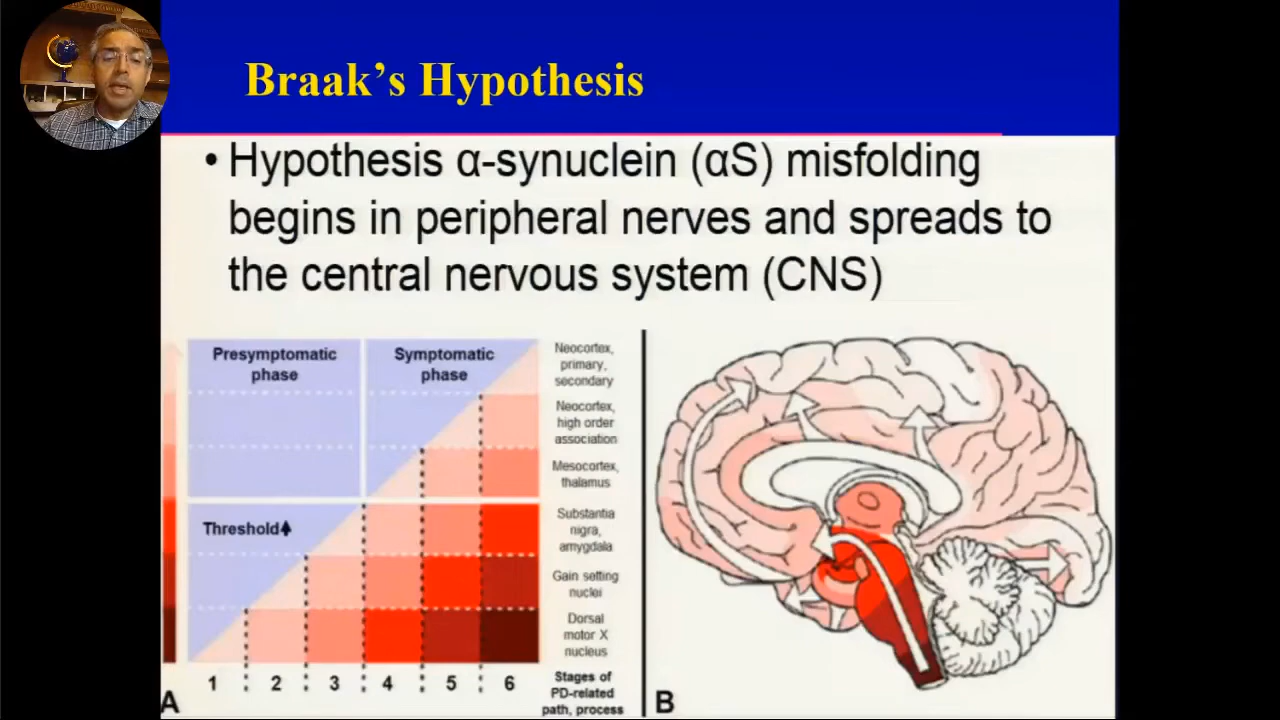 Braak’s Hypothesis
• Hypothesis α-synuclein (αS) misfolding
begins in peripheral nerves and spreads to
the central nervous system (CNS)
Presymptomatic
phase
Symptomatic
phase
Neocortex,
primary,
secondary
Neocortex,
high order
association
Mesocortex,
thalamus
Threshold
Substantia
nigra,
amygdala
Gain setting
nuclei
Dorsal
motor X
nucleus
1 2 3 4 5 6
Stages of
PD-related
path, process
A
B